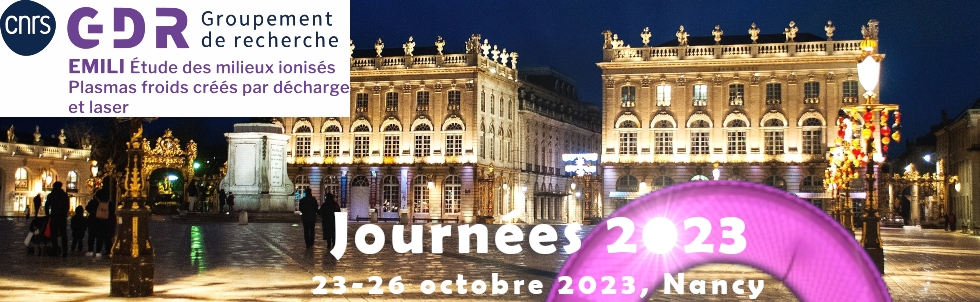 cnrs
GDR
Groupement
de recherche
EMILI Étude des milieux ionisés
Plasmas froids créés par décharge
et laser
Journées 2023
23-26 octobre 2023, Nancy